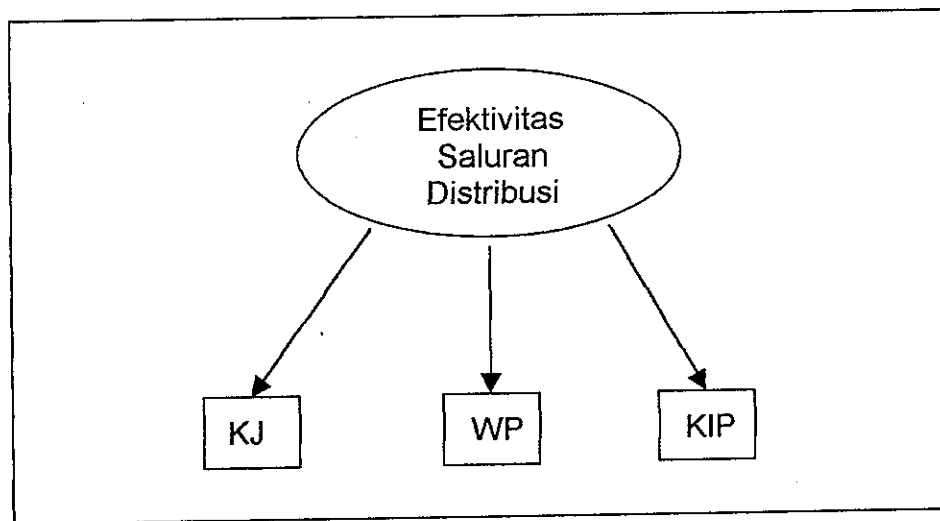 Efektivitas
Saluran
Distribusi
KJ
WP
KIP